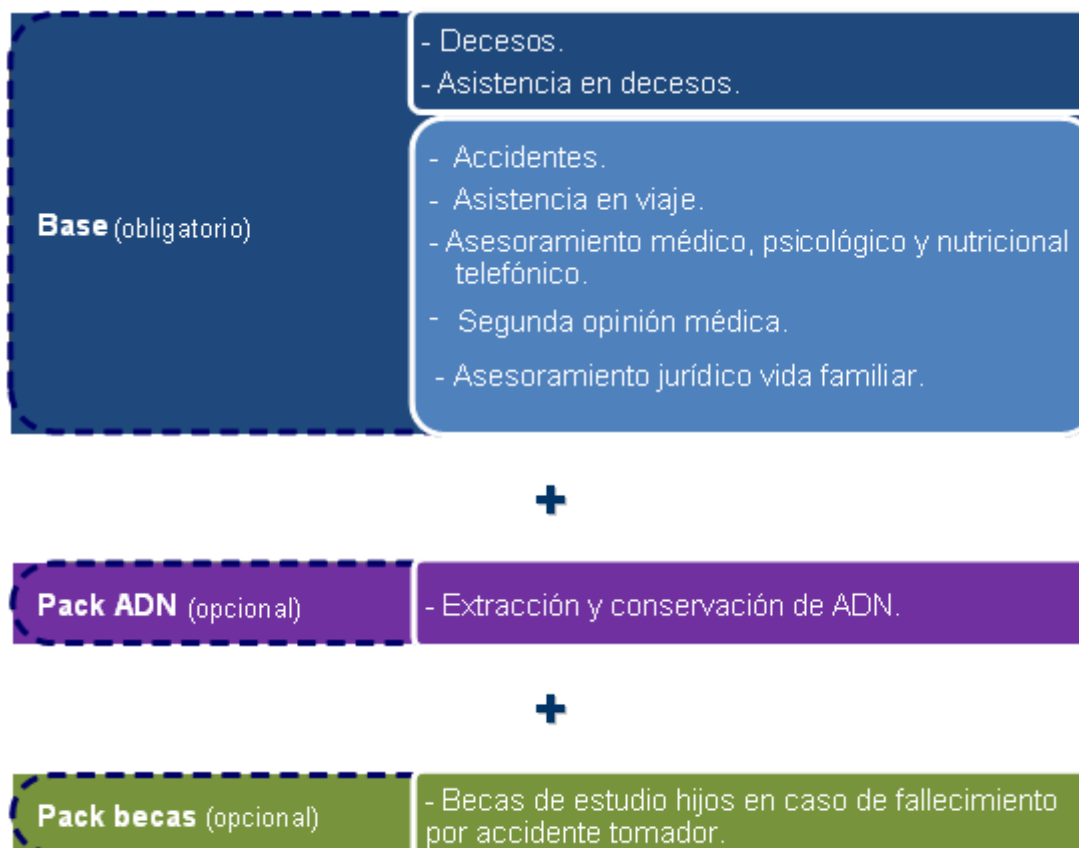 - Decesos.
- Asistencia en decesos.
Base (obligatorio)
- Accidentes.
- Asistencia en viaje.
- Asesoramiento médico, psicológico y nutricional
telefónico.
- Segunda opinión médica.
- Asesoramiento jurídico vida familiar.
+
Pack ADN (opcional)
- Extracción y conservación de ADN.
+
Pack becas (opcional)
- Becas de estudio hijos en caso de fallecimiento
por accidente tomador.